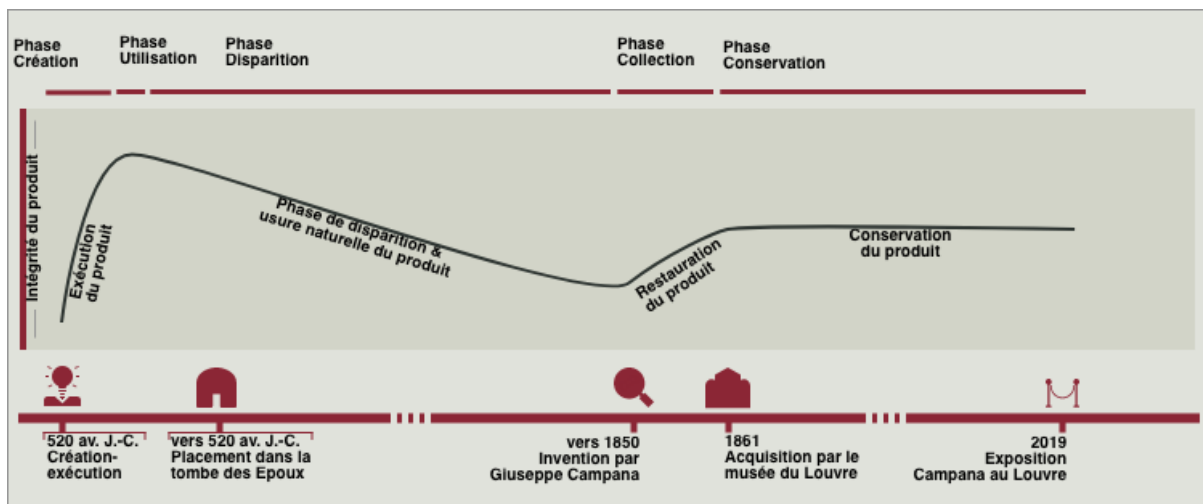 Phase
Création
Phase
Utilisation
Phase
Disparition
Phase
Collection
Phase
Conservation
Intégrité du produit
Exécution
du produit
Phase de disparition &
usure naturelle du produit
Restauration
du produit
Conservation
du produit
520 av. J.-C.
Création-
exécution
vers 520 av. J.-C.
Placement dans la
tombe des Epoux
vers 1850
Invention par
Giuseppe Campana
1861
Acquisition par le
musée du Louvre
2019
Exposition
Campana au Louvre